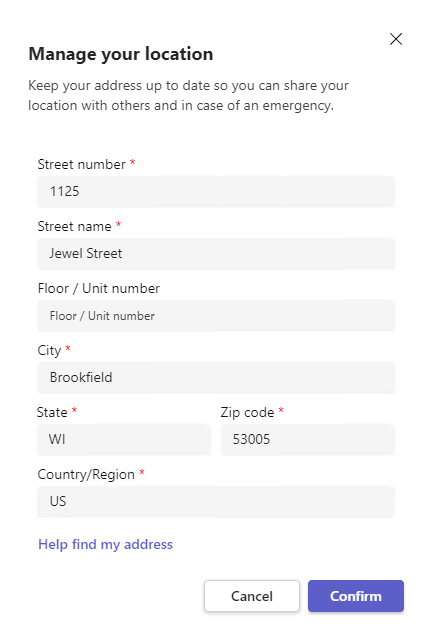 Manage your location
Keep your address up to date so you can share your
location with others and in case of an emergency.
Street number *
1125
Street name *
Jewel Street
Floor / Unit number
Floor / Unit number
City *
Brookfield
State * Zip code *
WI 53005
Country/Region *
US
Help find my address
Cancel Confirm